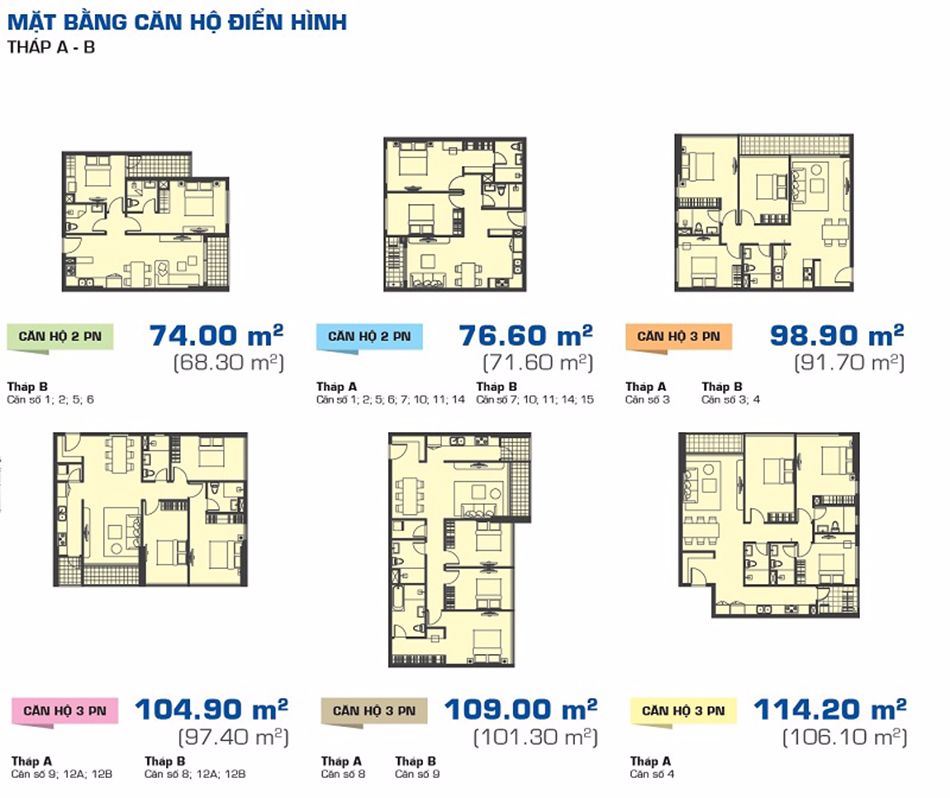 MẶT BẰNG CĂN HỘ ĐIỂN HÌNH
THÁP A - B
CĂN HỘ 2 PN 74.00 m²
(68.30 m²)
Tháp B
Căn số 1; 2; 5; 6
CĂN HỘ 2 PN 76.60 m²
(71.60 m²)
Tháp A Tháp B
Căn số 1; 2; 5; 6; 7; 10; 11; 14 Căn số 7; 10; 11; 14; 15
CĂN HỘ 3 PN 98.90 m²
(91.70 m²)
Tháp A Tháp B
Căn số 3 Căn số 3; 4
CĂN HỘ 3 PN 104.90 m²
(97.40 m²)
Tháp A Tháp B
Căn số 9; 12A; 12B Căn số 8; 12A; 12B
CĂN HỘ 3 PN 109.00 m²
(101.30 m²)
Tháp A Tháp B
Căn số 8 Căn số 9
CĂN HỘ 3 PN 114.20 m²
(106.10 m²)
Tháp A
Căn số 4